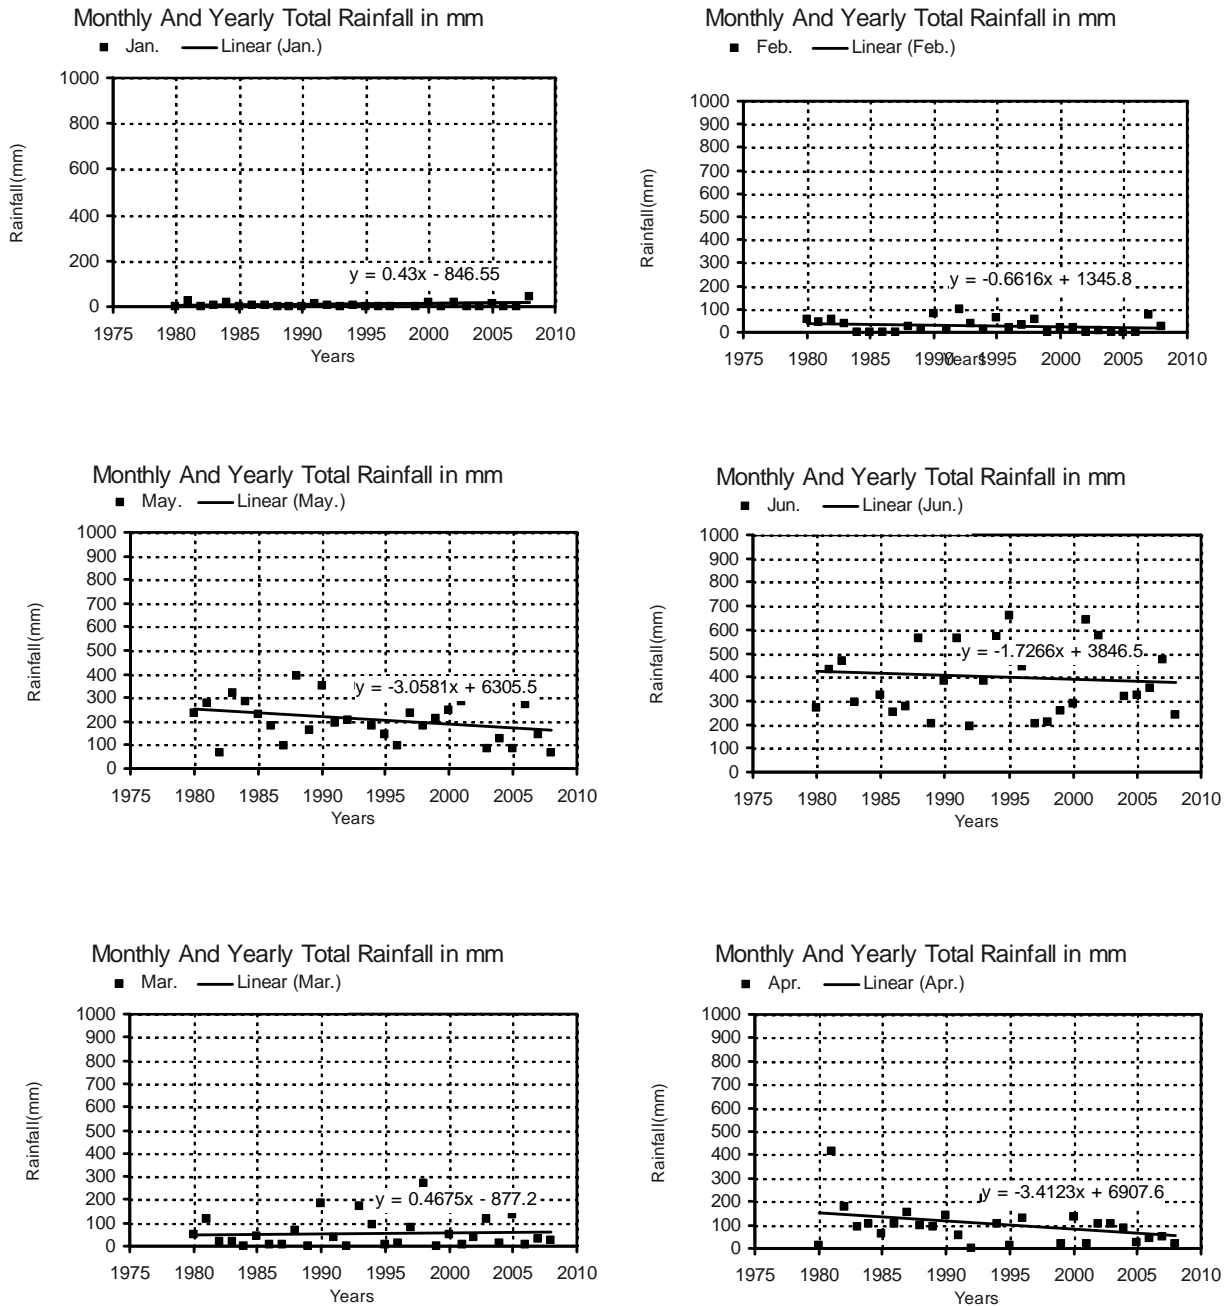 Monthly And Yearly Total Rainfall in mm
Jan. Linear (Jan.)
Rainfall(mm)
1000
800
600
400
200
0
y = 0.43x - 846.55
1975 1980 1985 1990 1995 2000 2005 2010
Years
Monthly And Yearly Total Rainfall in mm
Feb. Linear (Feb.)
Rainfall(mm)
1000
900
800
700
600
500
400
300
200
100
0
y = -0.6616x + 1345.8
1975 1980 1985 1990 1995 2000 2005 2010
Years
Monthly And Yearly Total Rainfall in mm
May. Linear (May.)
Rainfall(mm)
1000
900
800
700
600
500
400
300
200
100
0
y = -3.0581x + 6305.5
1975 1980 1985 1990 1995 2000 2005 2010
Years
Monthly And Yearly Total Rainfall in mm
Jun. Linear (Jun.)
Rainfall(mm)
1000
900
800
700
600
500
400
300
200
100
0
y = -1.7266x + 3846.5
1975 1980 1985 1990 1995 2000 2005 2010
Years
Monthly And Yearly Total Rainfall in mm
Mar. Linear (Mar.)
Rainfall(mm)
1000
900
800
700
600
500
400
300
200
100
0
y = 0.4675x - 877.2
1975 1980 1985 1990 1995 2000 2005 2010
Years
Monthly And Yearly Total Rainfall in mm
Apr. Linear (Apr.)
Rainfall(mm)
1000
900
800
700
600
500
400
300
200
100
0
y = -3.4123x + 6907.6
1975 1980 1985 1990 1995 2000 2005 2010
Years